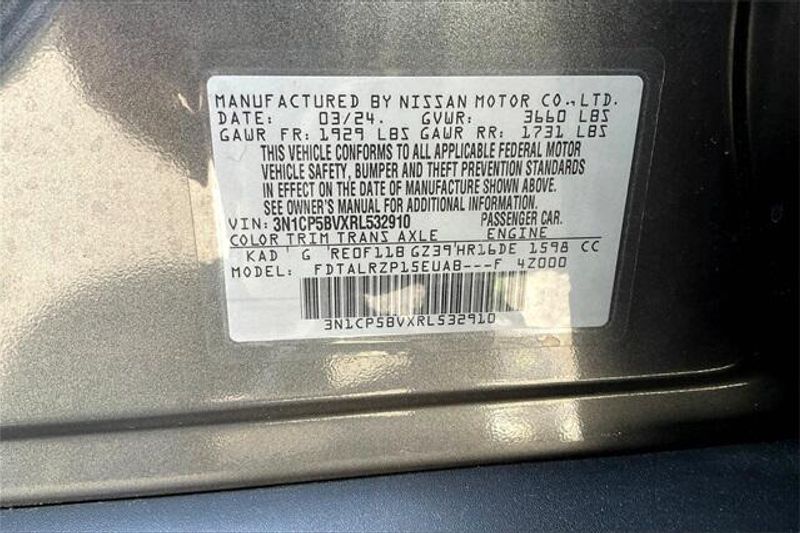 MANUFACTURED BY NISSAN MOTOR CO.,LTD.
DATE: 03/24. GVWR: 3660 LBS
GAWR FR: 1929 LBS GAWR RR: 1731 LBS
THIS VEHICLE CONFORMS TO ALL APPLICABLE FEDERAL MOTOR
VEHICLE SAFETY, BUMPER AND THEFT PREVENTION STANDARDS
IN EFFECT ON THE DATE OF MANUFACTURE SHOWN ABOVE.
SEE OWNER'S MANUAL FOR ADDITIONAL INFORMATION.
VIN: 3N1CP5BVXRL532910 PASSENGER CAR.
COLOR TRIM TRANS AXLE ENGINE
KAD G RE0F11B GZ39 HR16DE 1598 CC
MODEL: FDTALRZP15EUAB---F 4Z000
3N1CP5BVXRL532910